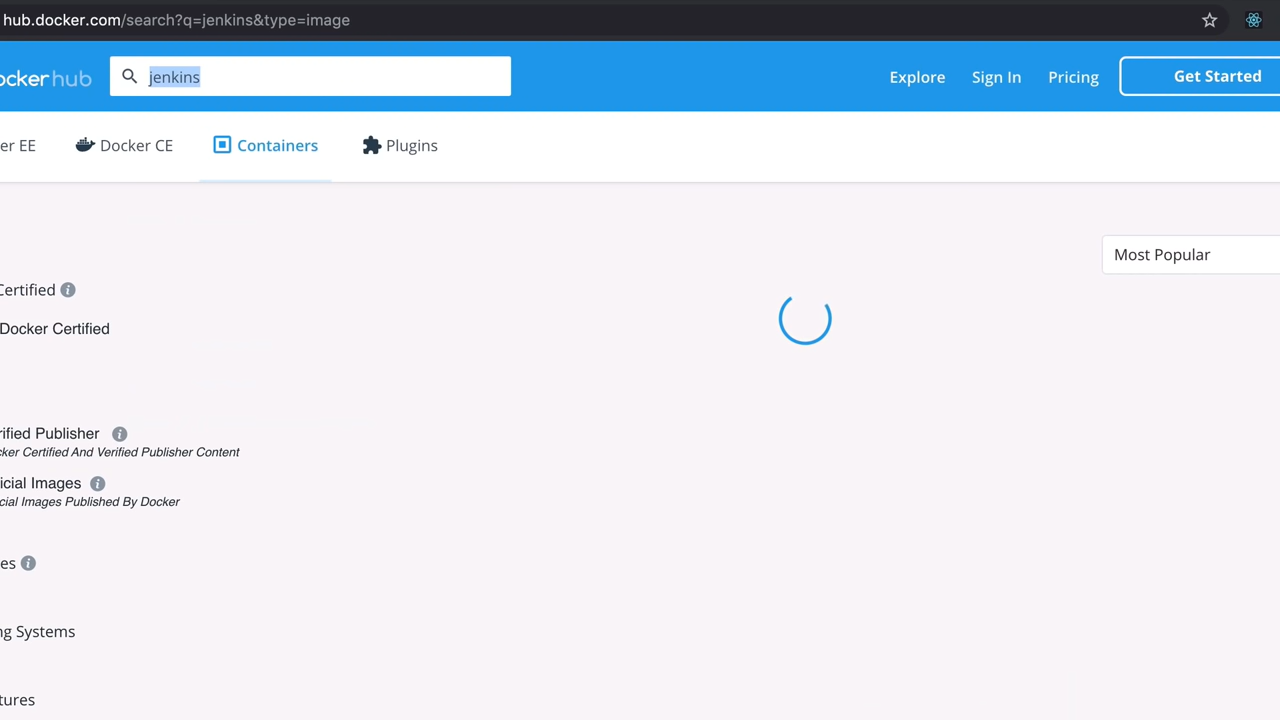 hub.docker.com/search?q=jenkins&type=image
ocker hub
jenkins
Explore
Sign In
Pricing
Get Started
er EE
Docker CE
Containers
Plugins
Most Popular
Certified
Docker Certified
rified Publisher
cker Certified And Verified Publisher Content
icial Images
cial Images Published By Docker
es
ng Systems
tures